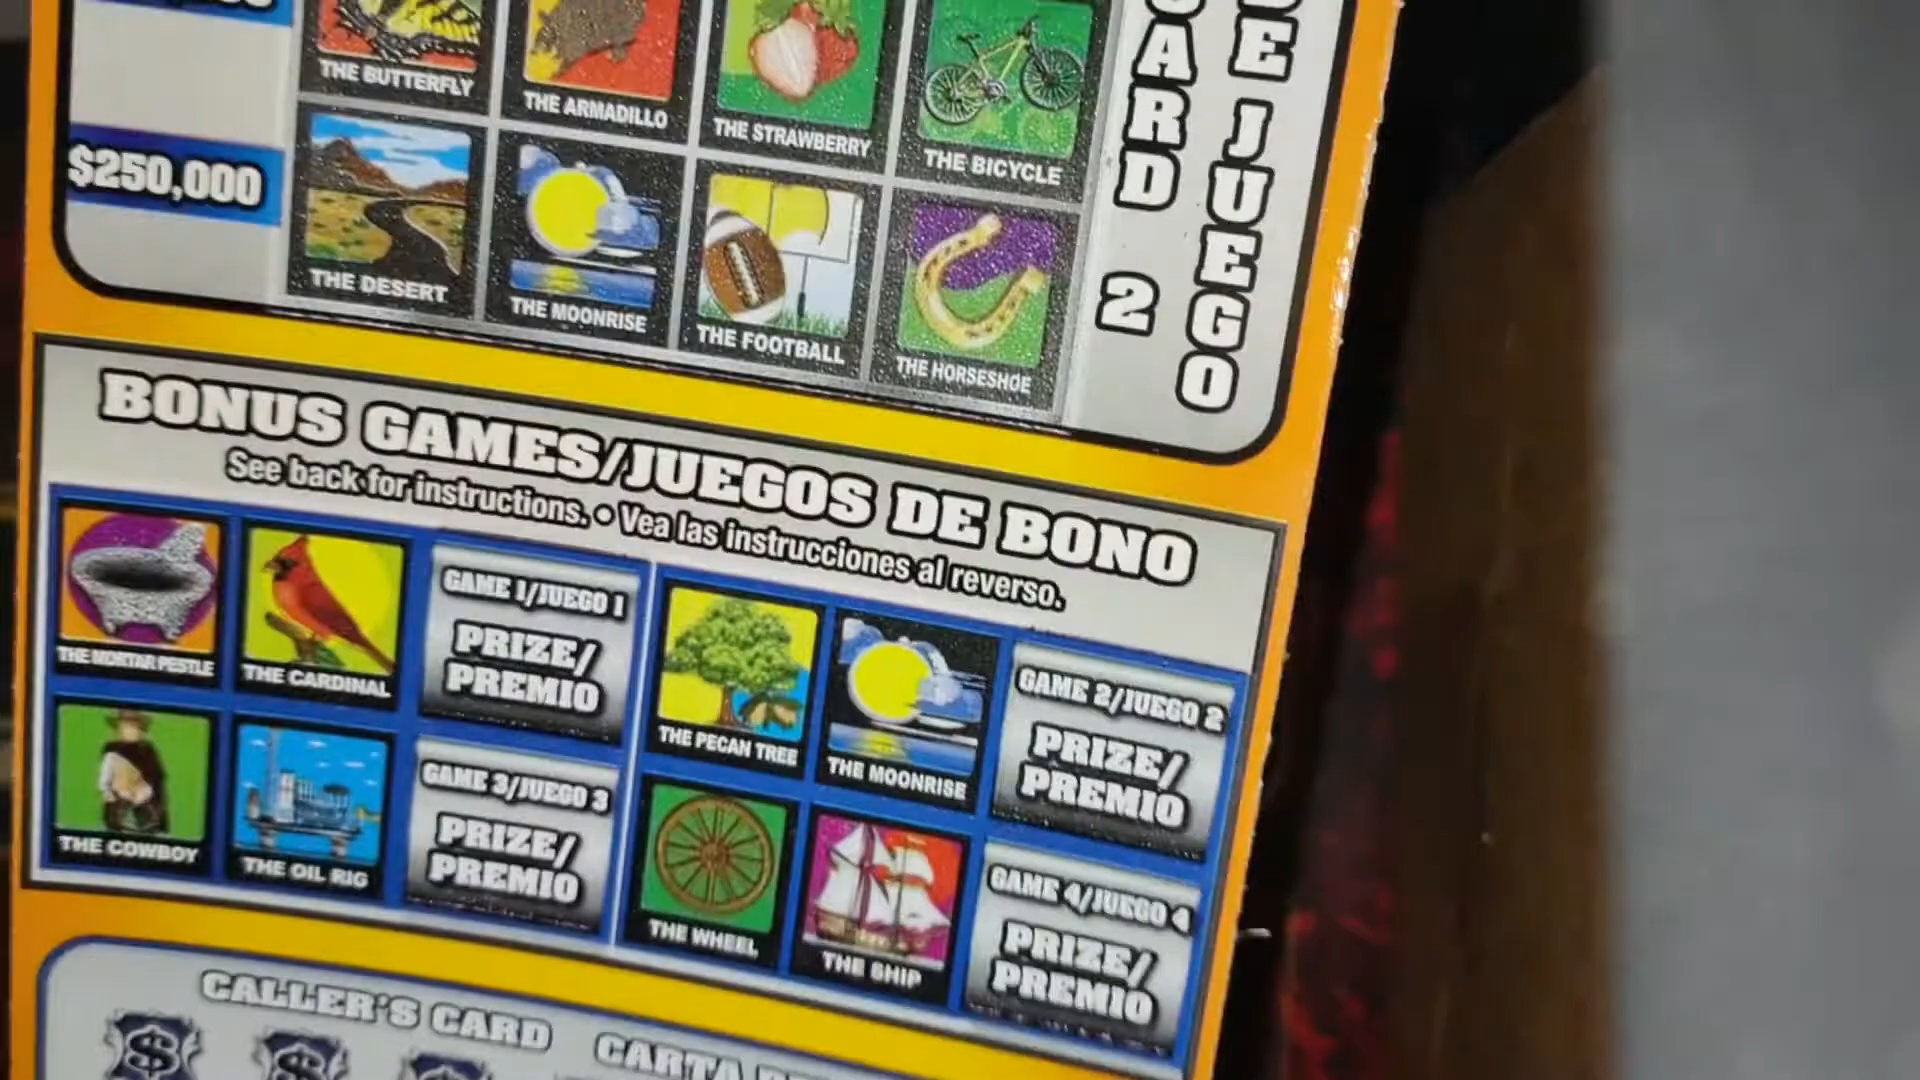 THE BUTTERFLY
THE ARMADILLO
THE STRAWBERRY
THE BICYCLE
$250,000
THE DESERT
THE MOONRISE
THE FOOTBALL
THE HORSESHOE
ARD 2
DE JUEGO
BONUS GAMES/JUEGOS DE BONO
See back for instructions. • Vea las instrucciones al reverso.
THE MORTAR PESTLE
THE CARDINAL
GAME 1/JUEGO 1
PRIZE/
PREMIO
THE PECAN TREE
THE MOONRISE
GAME 2/JUEGO 2
PRIZE/
PREMIO
THE COWBOY
THE OIL RIG
GAME 3/JUEGO 3
PRIZE/
PREMIO
THE WHEEL
THE SHIP
GAME 4/JUEGO 4
PRIZE/
PREMIO
CALLER'S CARD
CARTA
$ $